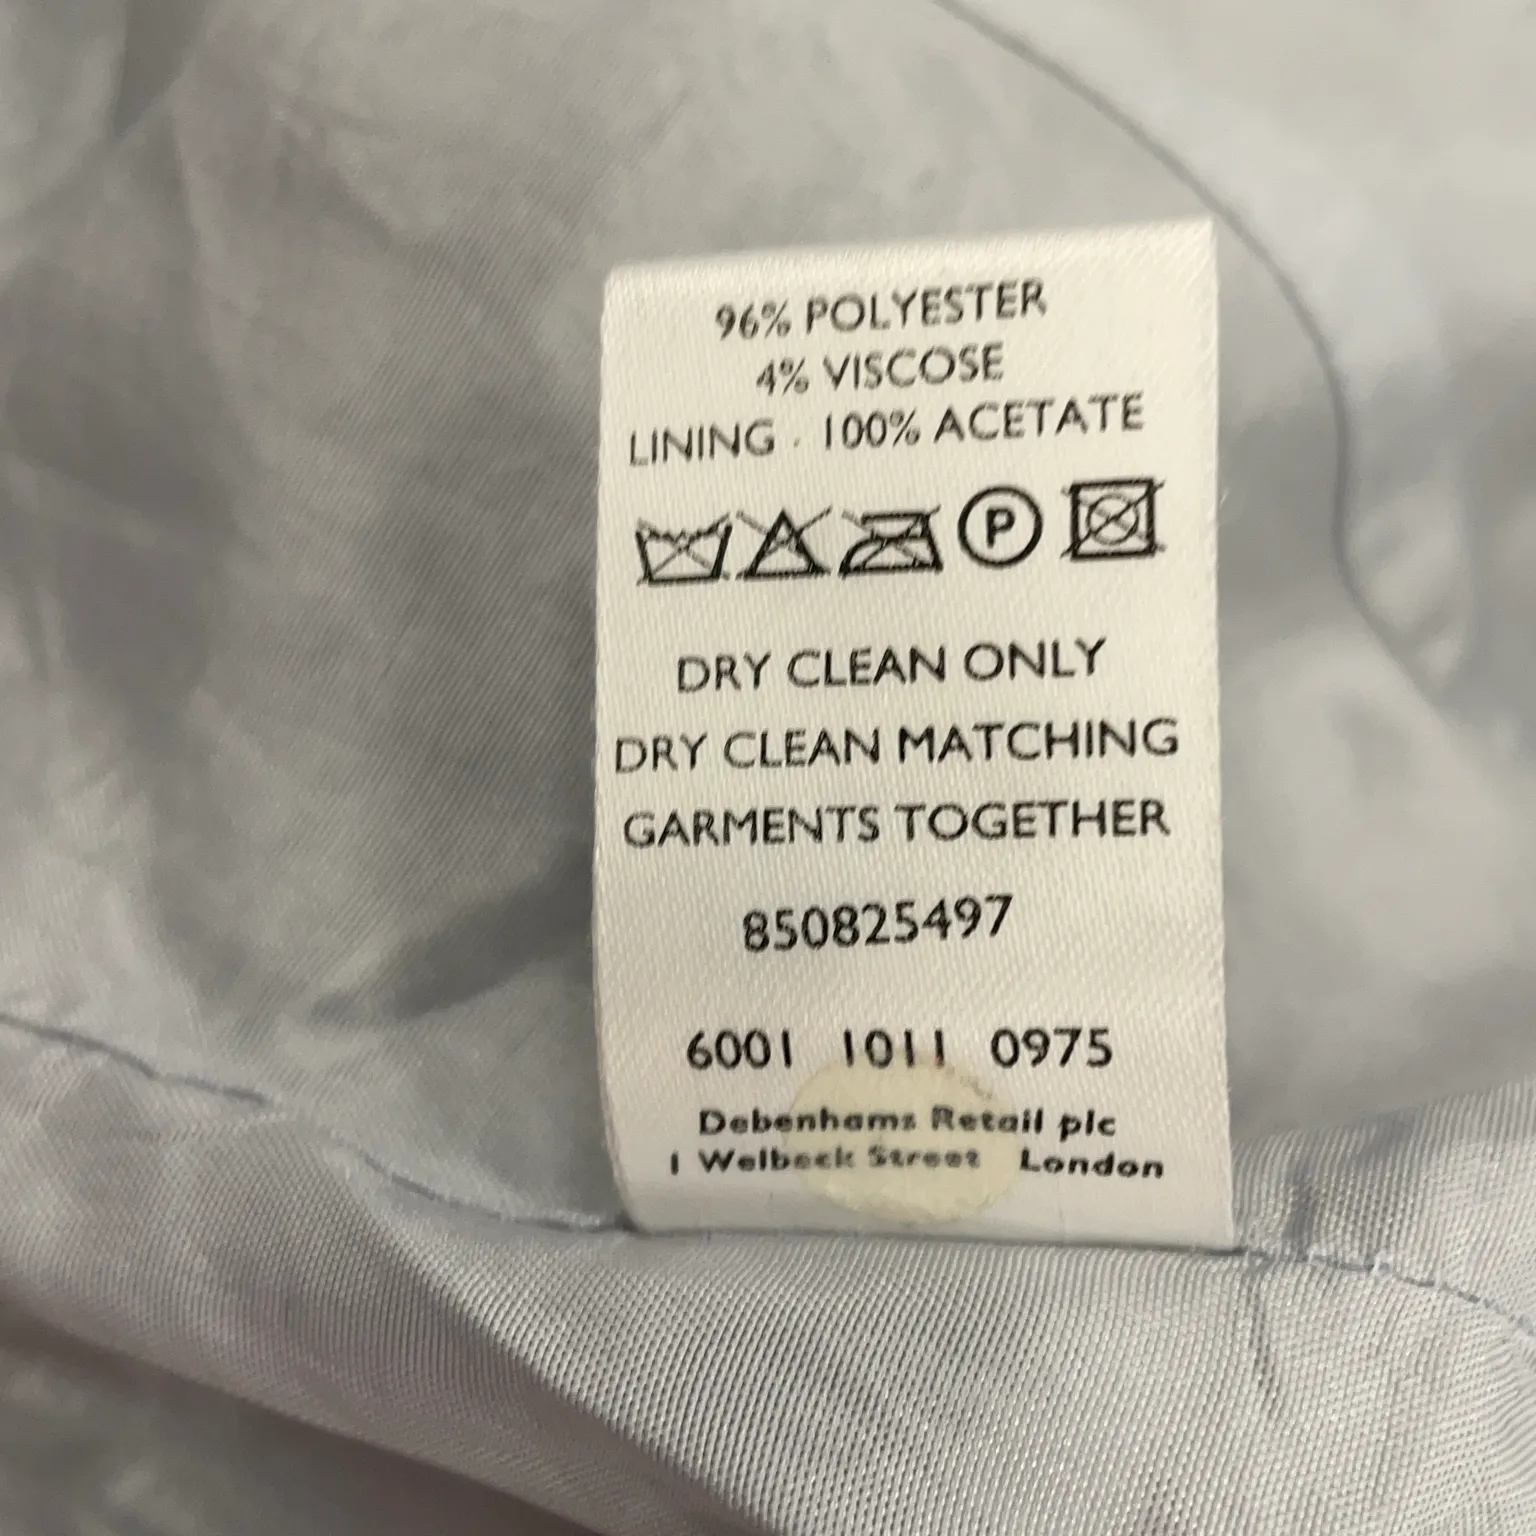 96% POLYESTER
4% VISCOSE
LINING . 100% ACETATE
P
DRY CLEAN ONLY
DRY CLEAN MATCHING
GARMENTS TOGETHER
850825497
6001 1011 0975
Debenhams Retail plc
1 Welbeck Street London